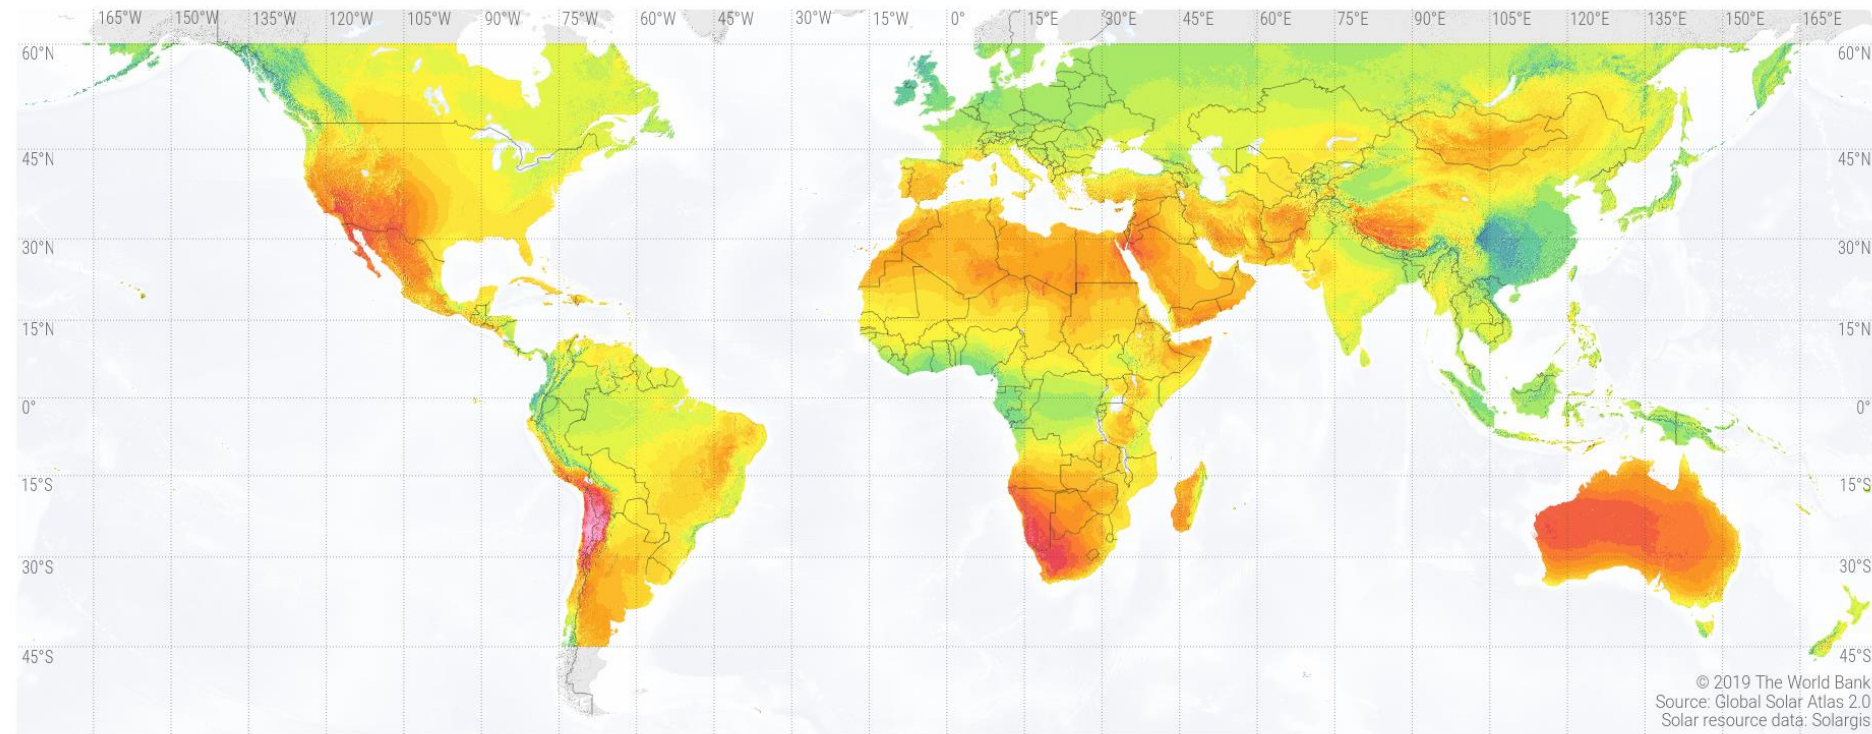 165°W 150°W 135°W 120°W 105°W 90°W 75°W 60°W 45°W 30°W 15°W 0° 15°E 30°E 45°E 60°E 75°E 90°E 105°E 120°E 135°E 150°E 165°E
60°N 60°N
45°N 45°N
30°N 30°N
15°N 15°N
0° 0°
15°S 15°S
30°S 30°S
45°S 45°S
© 2019 The World Bank
Source: Global Solar Atlas 2.0
Solar resource data: Solargis